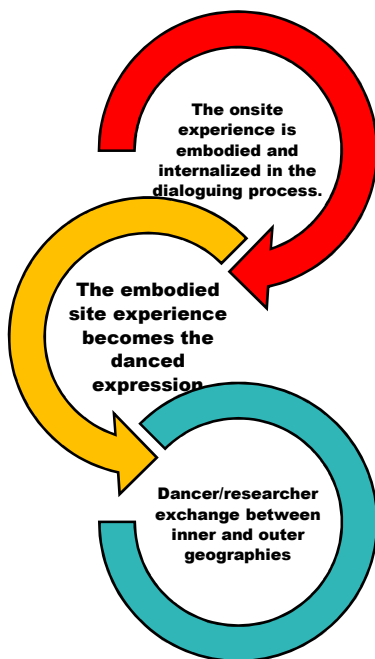 The onsite
experience is
embodied and
internalized in the
dialoguing process.
The embodied
site experience
becomes the
danced
expression
Dancer/researcher
exchange between
inner and outer
geographies